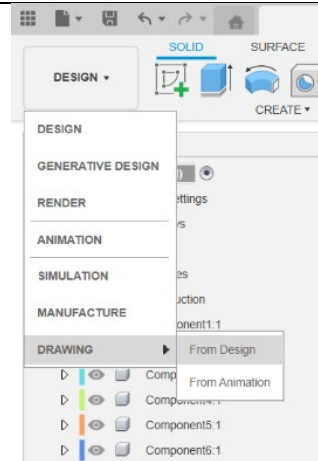 SOLID SURFACE
DESIGN
CREATE
DESIGN
GENERATIVE DESIGN
RENDER
ANIMATION
SIMULATION
MANUFACTURE
DRAWING
From Design
From Animation
Component5:1
Component6:1